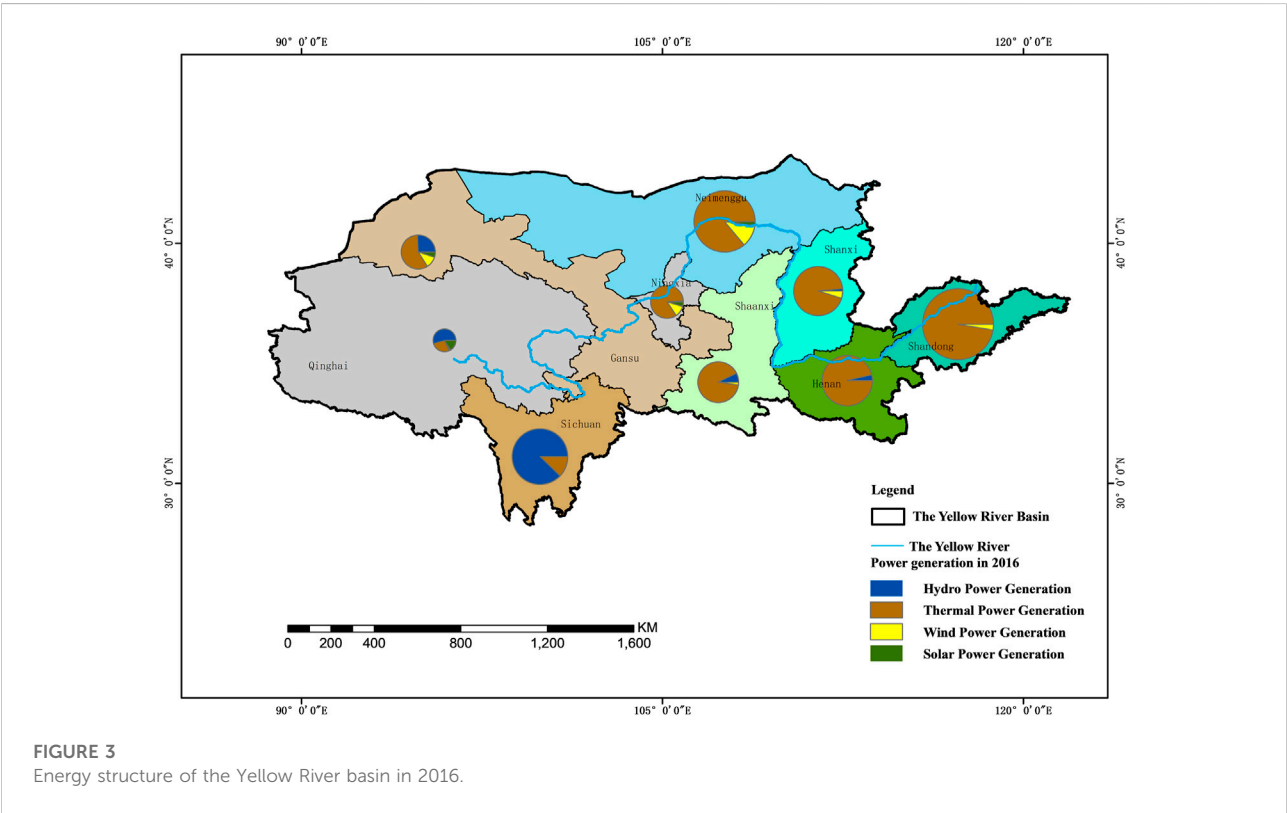 90° 0′0″E 105° 0′0″E 120° 0′0″E
40° 0′0″N 40° 0′0″N
Neimenggu
Shanxi
Ningxia
Shaanxi
Shandong
Gansu
Qinghai
Henan
Sichuan
30° 0′0″N 30° 0′0″N
Legend
The Yellow River Basin
The Yellow River
Power generation in 2016
Hydro Power Generation
Thermal Power Generation
Wind Power Generation
Solar Power Generation
KM
0 200 400 800 1,200 1,600
90° 0′0″E 105° 0′0″E 120° 0′0″E
FIGURE 3
Energy structure of the Yellow River basin in 2016.